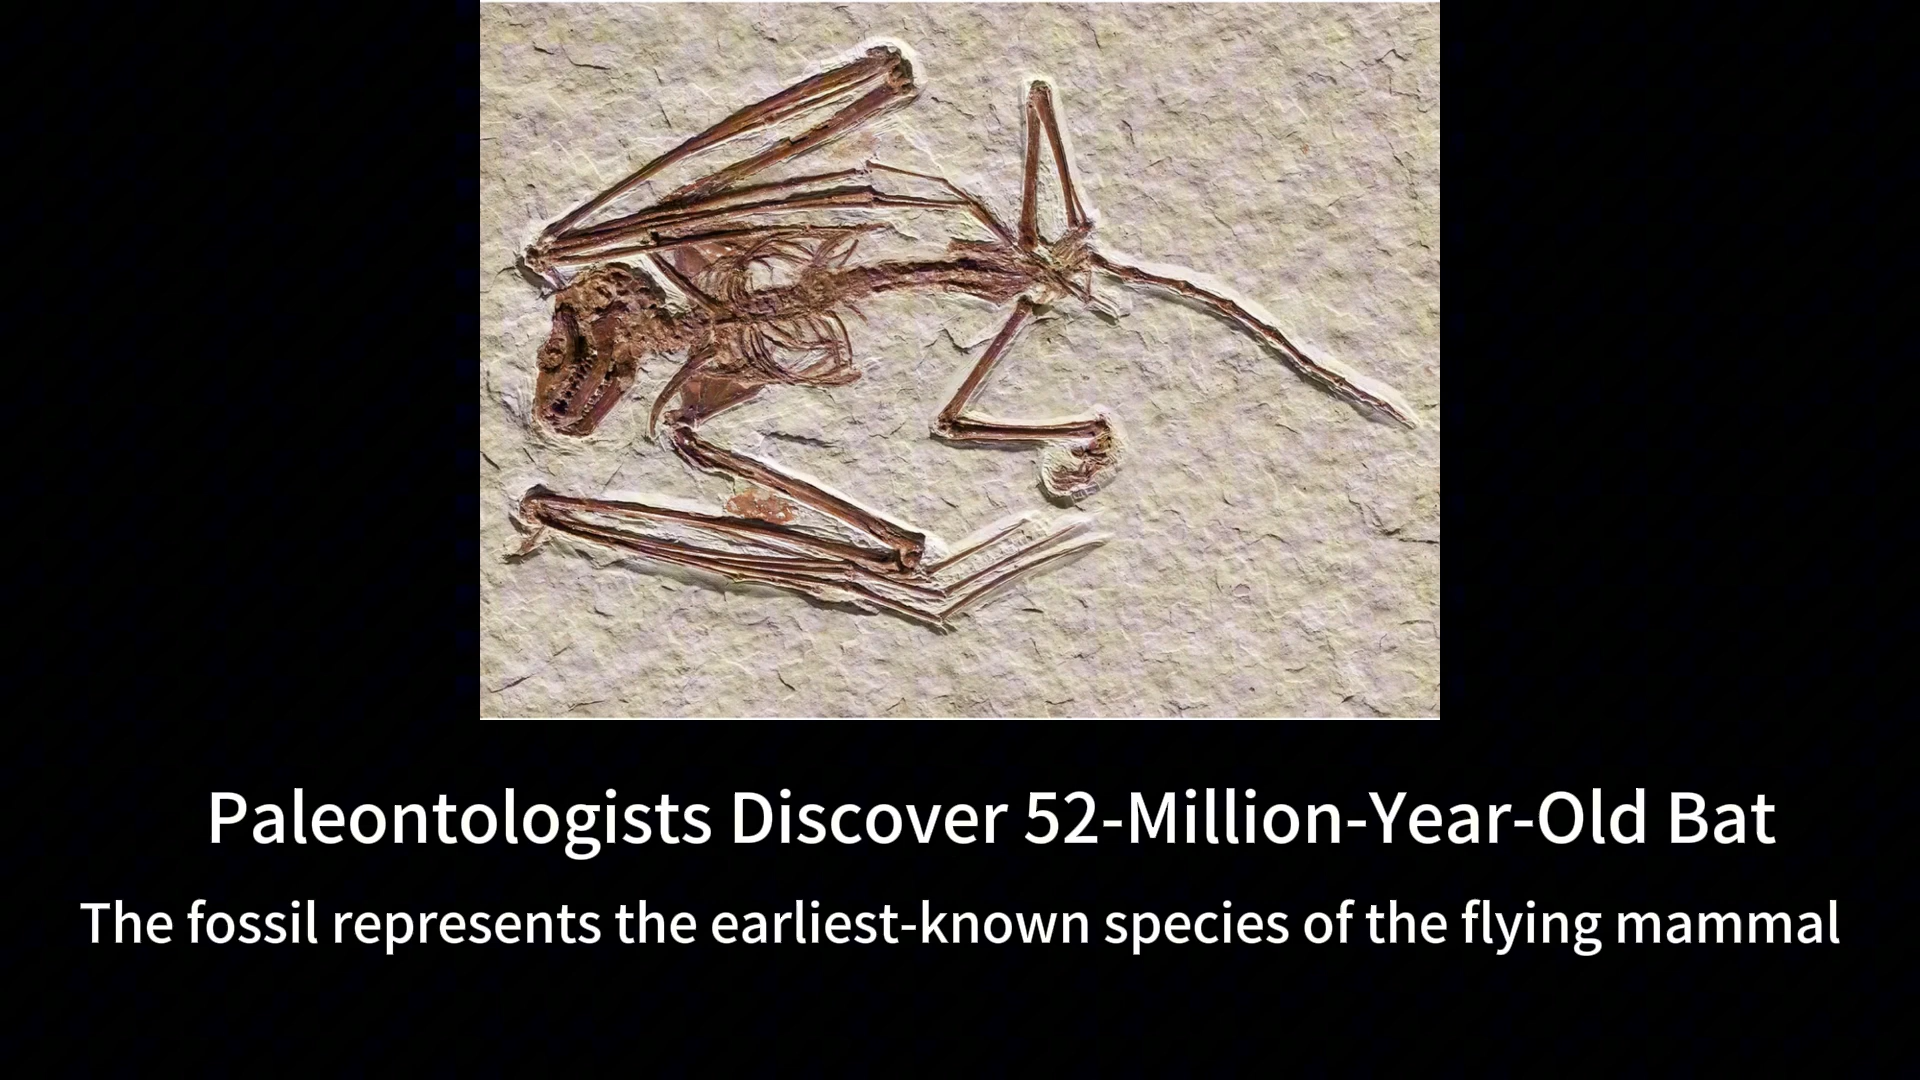 Paleontologists Discover 52-Million-Year-Old Bat
The fossil represents the earliest-known species of the flying mammal